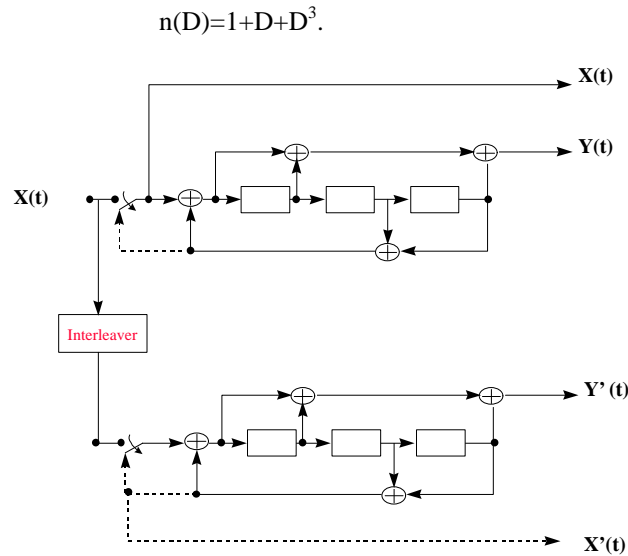 n(D)=1+D+D³.
X(t)
Y(t)
X(t)
Interleaver
Y' (t)
X'(t)